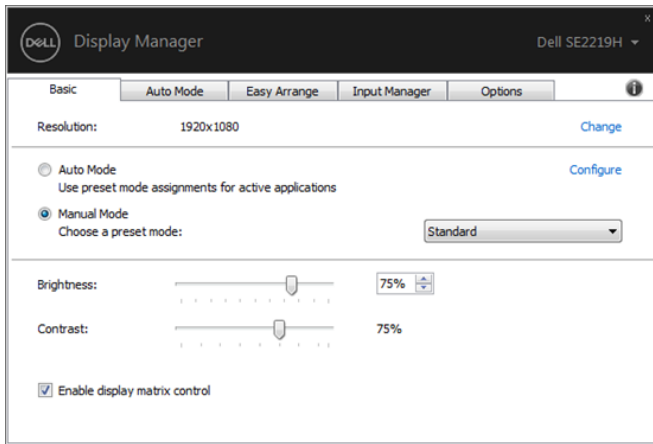 DELL Display Manager
Dell SE2219H
Basic Auto Mode Easy Arrange Input Manager Options
Resolution: 1920x1080 Change
Auto Mode Configure
Use preset mode assignments for active applications
Manual Mode
Choose a preset mode: Standard
Brightness: 75%
Contrast: 75%
Enable display matrix control